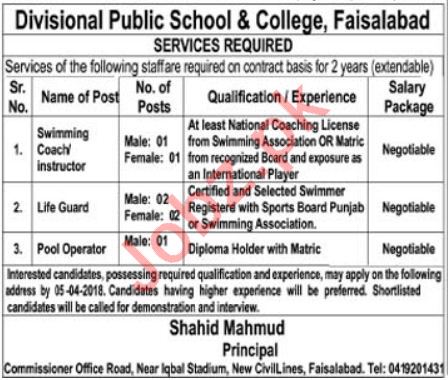 Divisional Public School & College, Faisalabad
SERVICES REQUIRED
Services of the following staffare required on contract basis for 2 years (extendable)
Sr. No. Name of Post No. of Posts Qualification / Experience Salary Package
1. Swimming Coach/ instructor Male: 01 Female: 01 At least National Coaching License from Swimming Association OR Matric from recognized Board and exposure as an International Player Negotiable
2. Life Guard Male: 02 Female: 02 Certified and Selected Swimmer Registered with Sports Board Punjab or Swimming Association. Negotiable
3. Pool Operator Male: 01 Diploma Holder with Matric Negotiable
Interested candidates, possessing required qualification and experience, may apply on the following
address by 05-04-2018. Candidates having higher experience will be preferred. Shortlisted
candidates will be called for demonstration and interview.
Shahid Mahmud
Principal
Commissioner Office Road, Near Iqbal Stadium, New CivilLines, Faisalabad. Tel: 0419201431
Jobz.pk